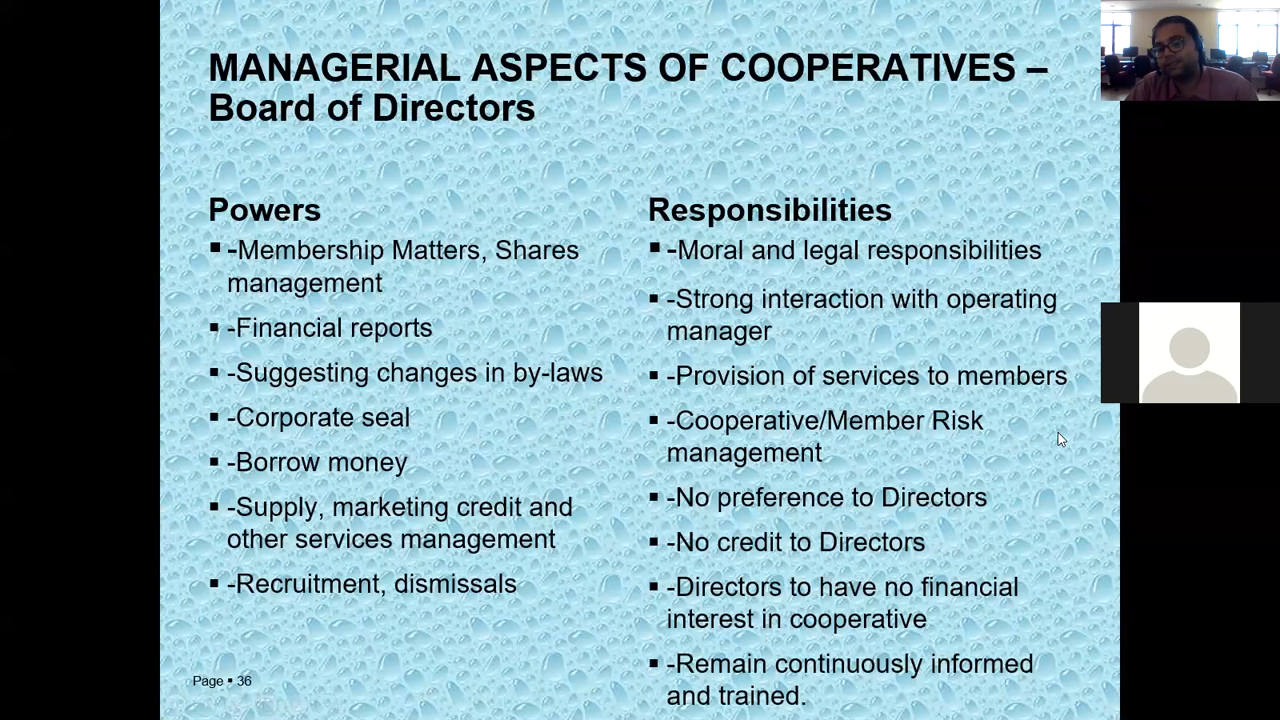 MANAGERIAL ASPECTS OF COOPERATIVES –
Board of Directors
Powers
▪ -Membership Matters, Shares
management
▪ -Financial reports
▪ -Suggesting changes in by-laws
▪ -Corporate seal
▪ -Borrow money
▪ -Supply, marketing credit and
other services management
▪ -Recruitment, dismissals
Responsibilities
▪ -Moral and legal responsibilities
▪ -Strong interaction with operating
manager
▪ -Provision of services to members
▪ -Cooperative/Member Risk
management
▪ -No preference to Directors
▪ -No credit to Directors
▪ -Directors to have no financial
interest in cooperative
▪ -Remain continuously informed
and trained.
Page ▪ 36